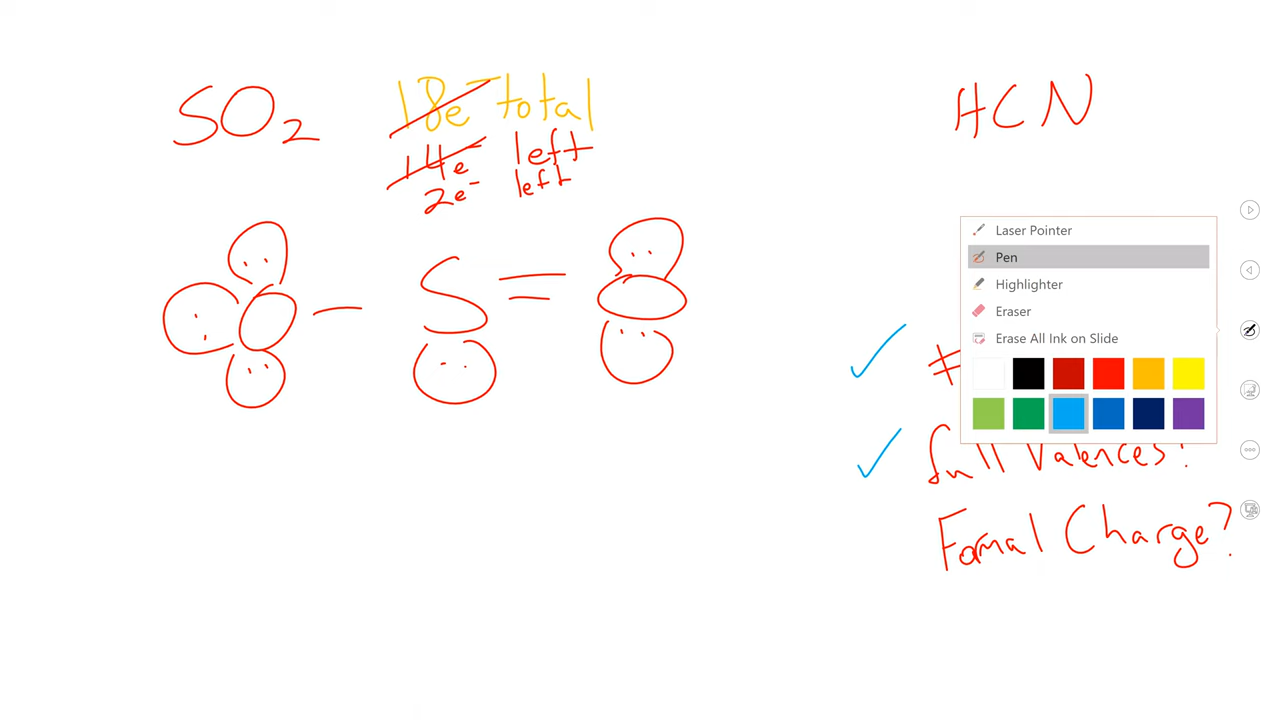 SO2 18e⁻ total
14e⁻ left
2e⁻ left
HCN
O - S = O
Laser Pointer
Pen
Highlighter
Eraser
Erase All Ink on Slide
#
full Valences?
Formal Charge?